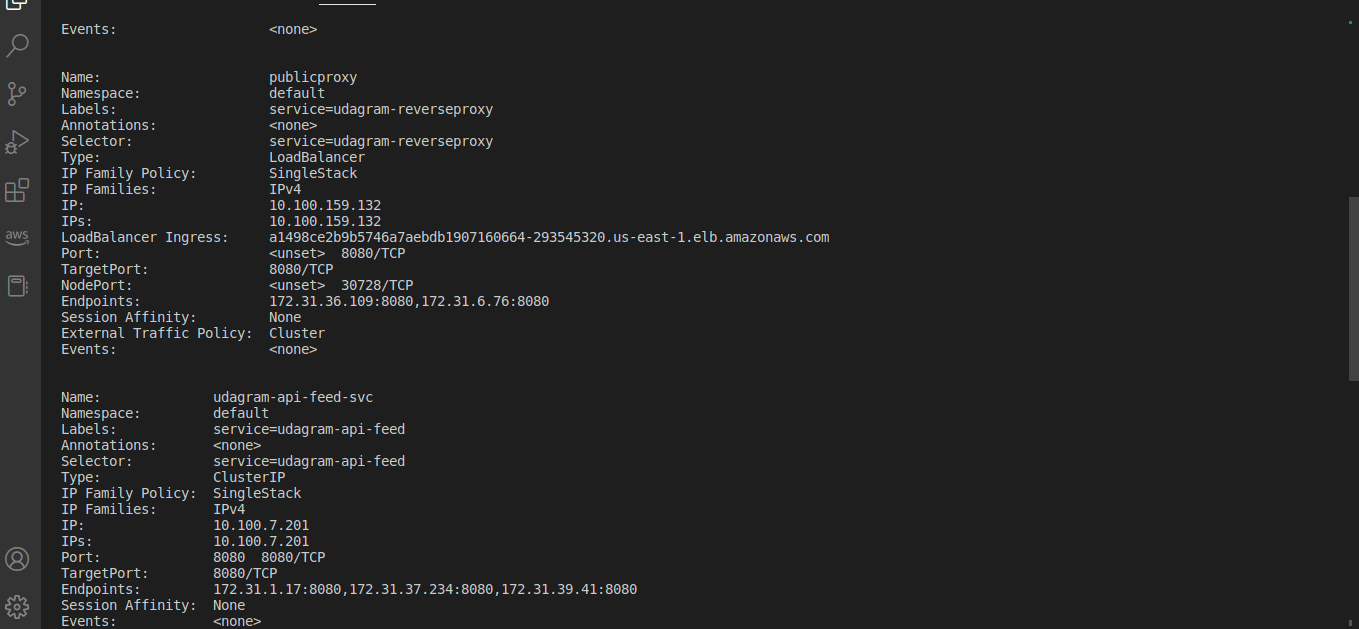 Events: <none>
Name: publicproxy
Namespace: default
Labels: service=udagram-reverseproxy
Annotations: <none>
Selector: service=udagram-reverseproxy
Type: LoadBalancer
IP Family Policy: SingleStack
IP Families: IPv4
IP: 10.100.159.132
IPs: 10.100.159.132
LoadBalancer Ingress: a1498ce2b9b5746a7aebdb1907160664-293545320.us-east-1.elb.amazonaws.com
Port: <unset> 8080/TCP
TargetPort: 8080/TCP
NodePort: <unset> 30728/TCP
Endpoints: 172.31.36.109:8080,172.31.6.76:8080
Session Affinity: None
External Traffic Policy: Cluster
Events: <none>
Name: udagram-api-feed-svc
Namespace: default
Labels: service=udagram-api-feed
Annotations: <none>
Selector: service=udagram-api-feed
Type: ClusterIP
IP Family Policy: SingleStack
IP Families: IPv4
IP: 10.100.7.201
IPs: 10.100.7.201
Port: 8080 8080/TCP
TargetPort: 8080/TCP
Endpoints: 172.31.1.17:8080,172.31.37.234:8080,172.31.39.41:8080
Session Affinity: None
Events: <none>
aws